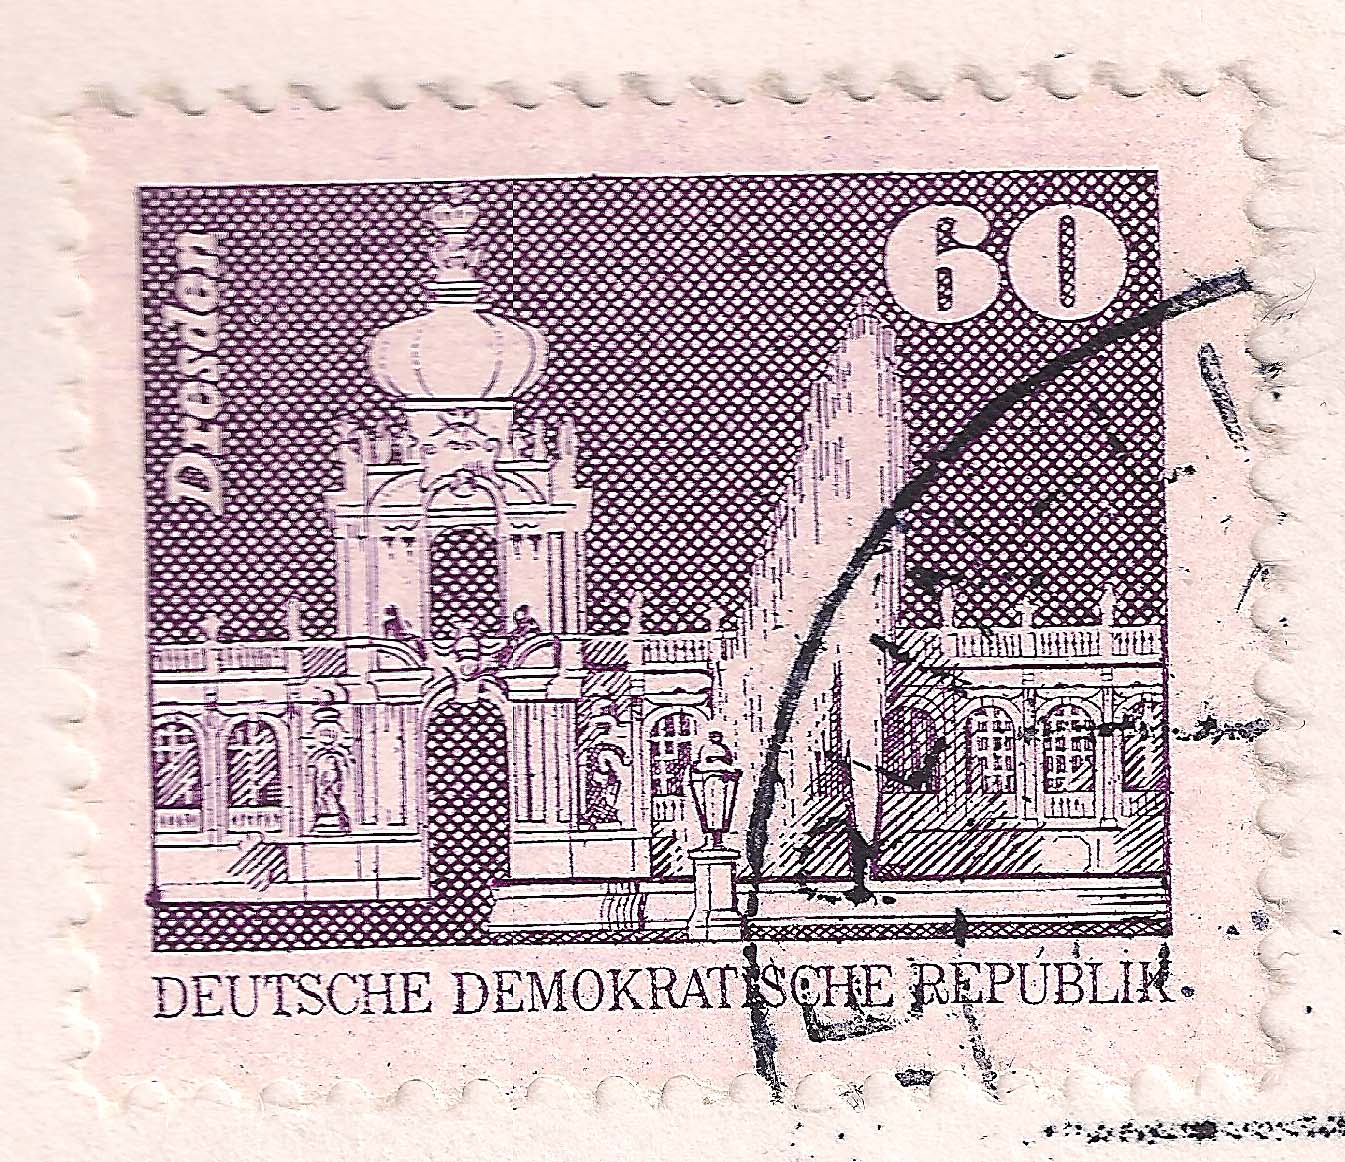 Dresden
60
DEUTSCHE DEMOKRATISCHE REPUBLIK